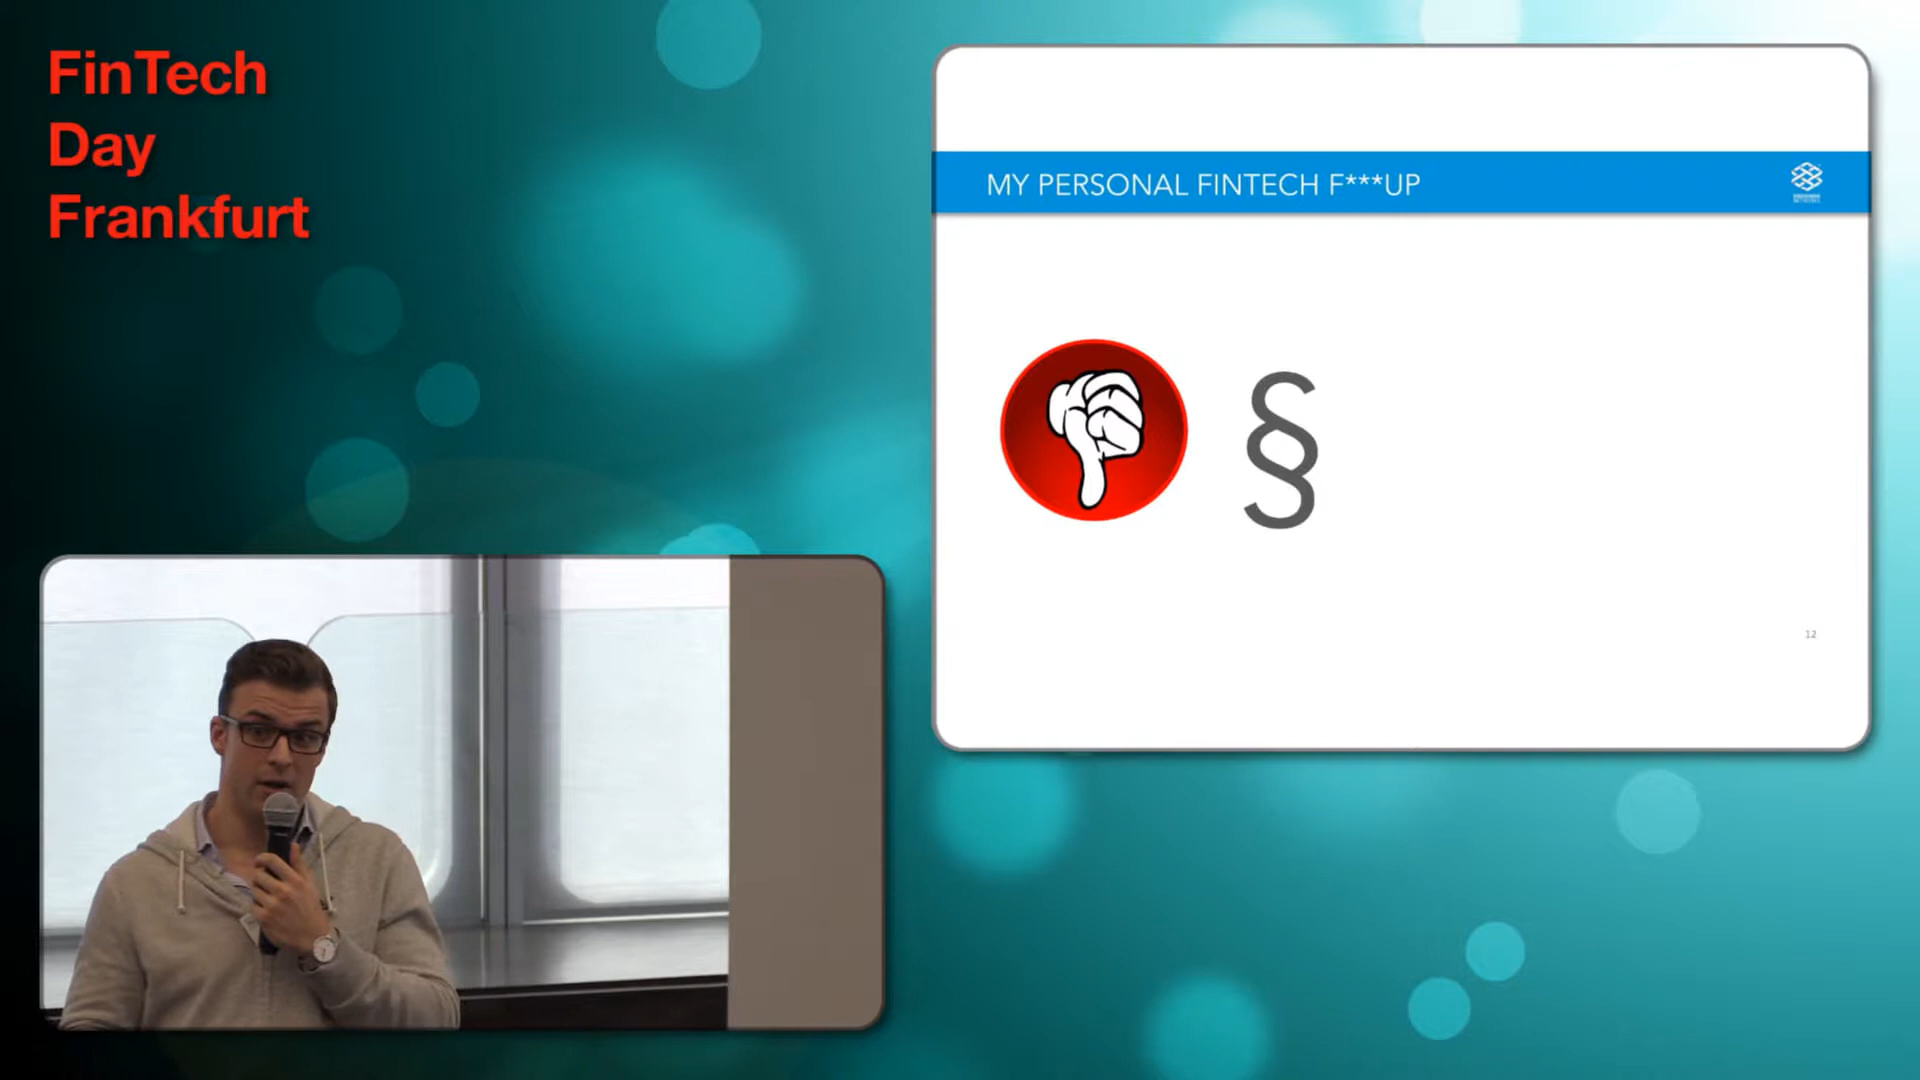 FinTech
Day
Frankfurt
MY PERSONAL FINTECH F***UP
§
12